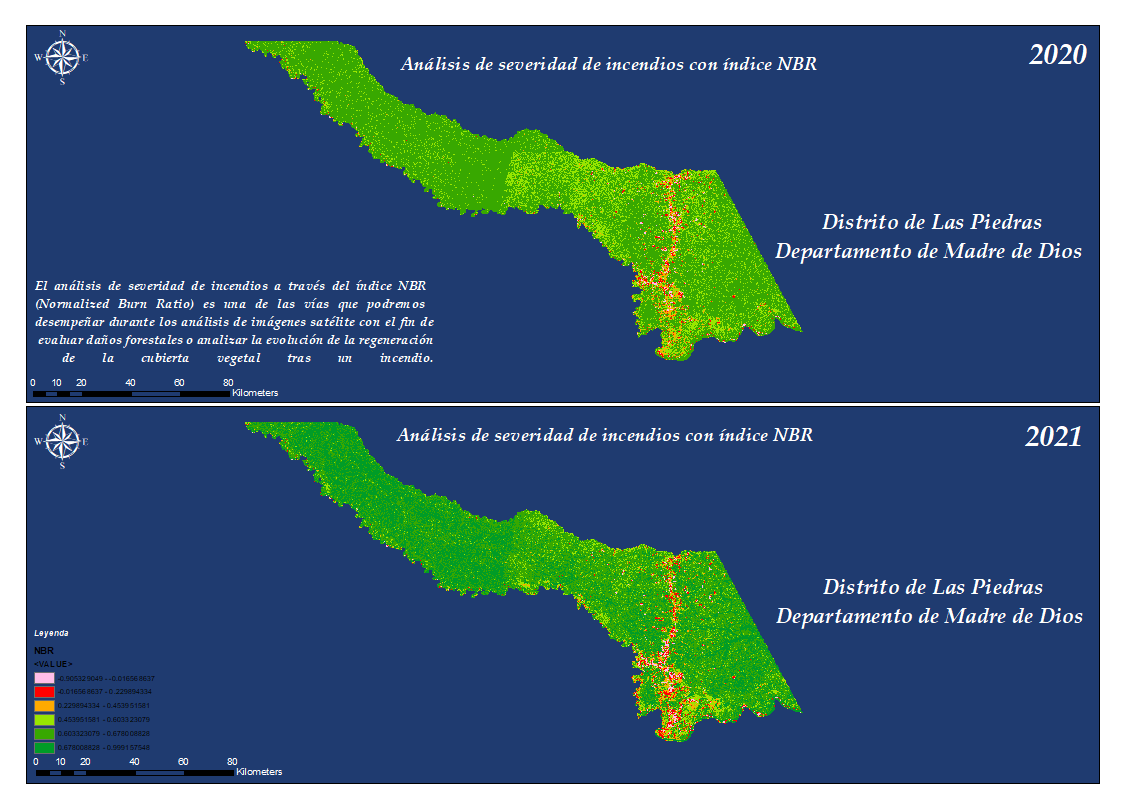 N
W E
S
Análisis de severidad de incendios con índice NBR
2020
Distrito de Las Piedras
Departamento de Madre de Dios
El análisis de severidad de incendios a través del índice NBR
(Normalized Burn Ratio) es una de las vías que podremos
desempeñar durante los análisis de imágenes satélite con el fin de
evaluar daños forestales o analizar la evolución de la regeneración
de la cubierta vegetal tras un incendio.
0 10 20 40 60 80
Kilometers
N
W E
S
Análisis de severidad de incendios con índice NBR
2021
Distrito de Las Piedras
Departamento de Madre de Dios
Leyenda
NBR
<VALUE>
-0.905329049 - -0.016568637
-0.016568637 - 0.229894334
0.229894334 - 0.453951581
0.453951581 - 0.603323079
0.603323079 - 0.678008828
0.678008828 - 0.999157548
0 10 20 40 60 80
Kilometers